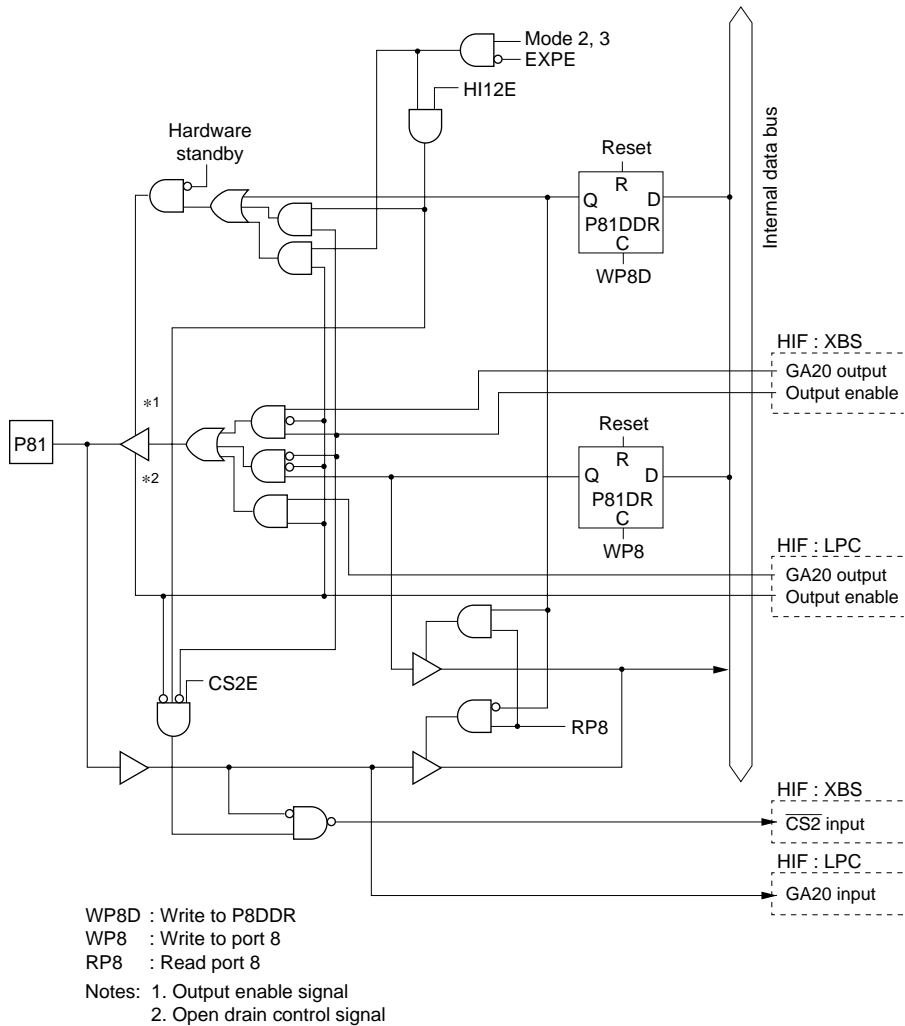 Mode 2, 3
EXPE
HI12E
Hardware
standby
Reset
R
Q D
P81DDR
C
WP8D
Internal data bus
HIF : XBS
GA20 output
Output enable
*1
P81
*2
Reset
R
Q D
P81DR
C
WP8
HIF : LPC
GA20 output
Output enable
CS2E
RP8
HIF : XBS
CS2 input
HIF : LPC
GA20 input
WP8D : Write to P8DDR
WP8 : Write to port 8
RP8 : Read port 8
Notes: 1. Output enable signal
2. Open drain control signal